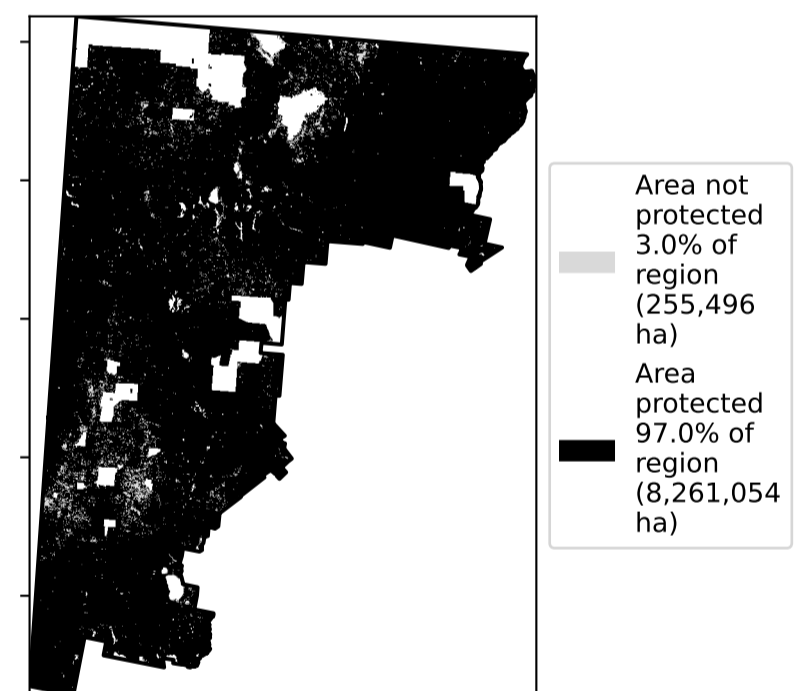 Area not
protected
3.0% of
region
(255,496
ha)
Area
protected
97.0% of
region
(8,261,054
ha)